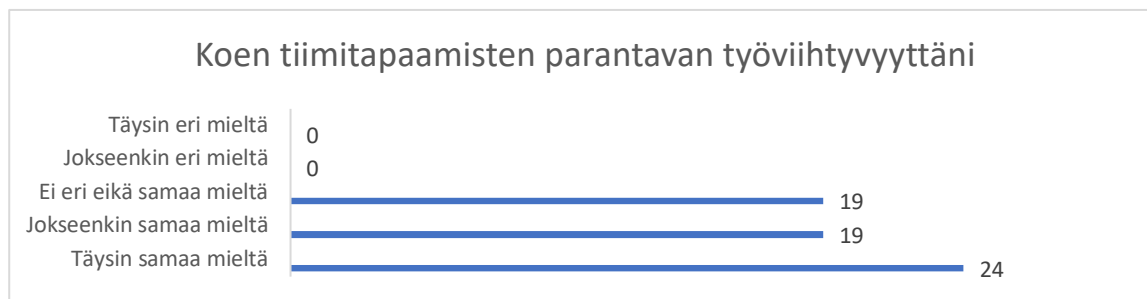 Koen tiimitapaamisten parantavan työviihtyvyyttäni
Täysin eri mieltä 0
Jokseenkin eri mieltä 0
Ei eri eikä samaa mieltä 19
Jokseenkin samaa mieltä 19
Täysin samaa mieltä 24